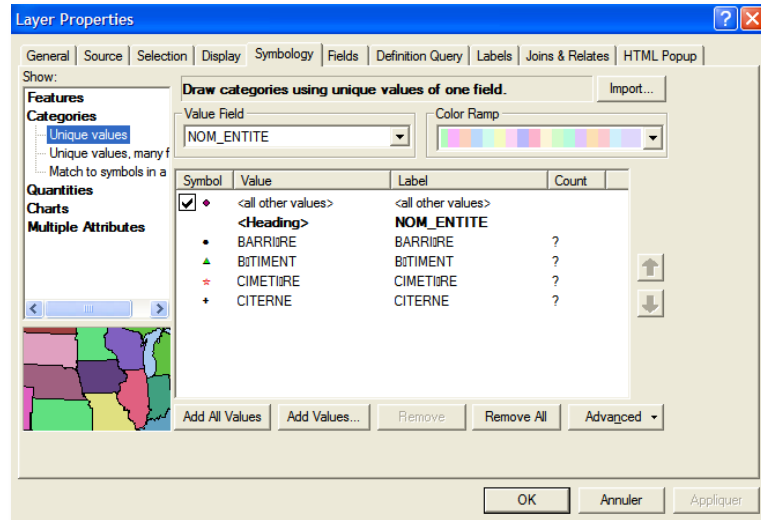 Layer Properties
General Source Selection Display Symbology Fields Definition Query Labels Joins & Relates HTML Popup
Show:
Features
Categories
Unique values
Unique values, many f
Match to symbols in a
Quantities
Charts
Multiple Attributes
Draw categories using unique values of one field.
Import...
Value Field
NOM_ENTITE
Color Ramp
Symbol Value Label Count
<all other values> <all other values>
<Heading> NOM_ENTITE
BARRI▯RE BARRI▯RE ?
B▯TIMENT B▯TIMENT ?
CIMETI▯RE CIMETI▯RE ?
CITERNE CITERNE ?
Add All Values Add Values... Remove Remove All Advanced
OK Annuler Appliquer